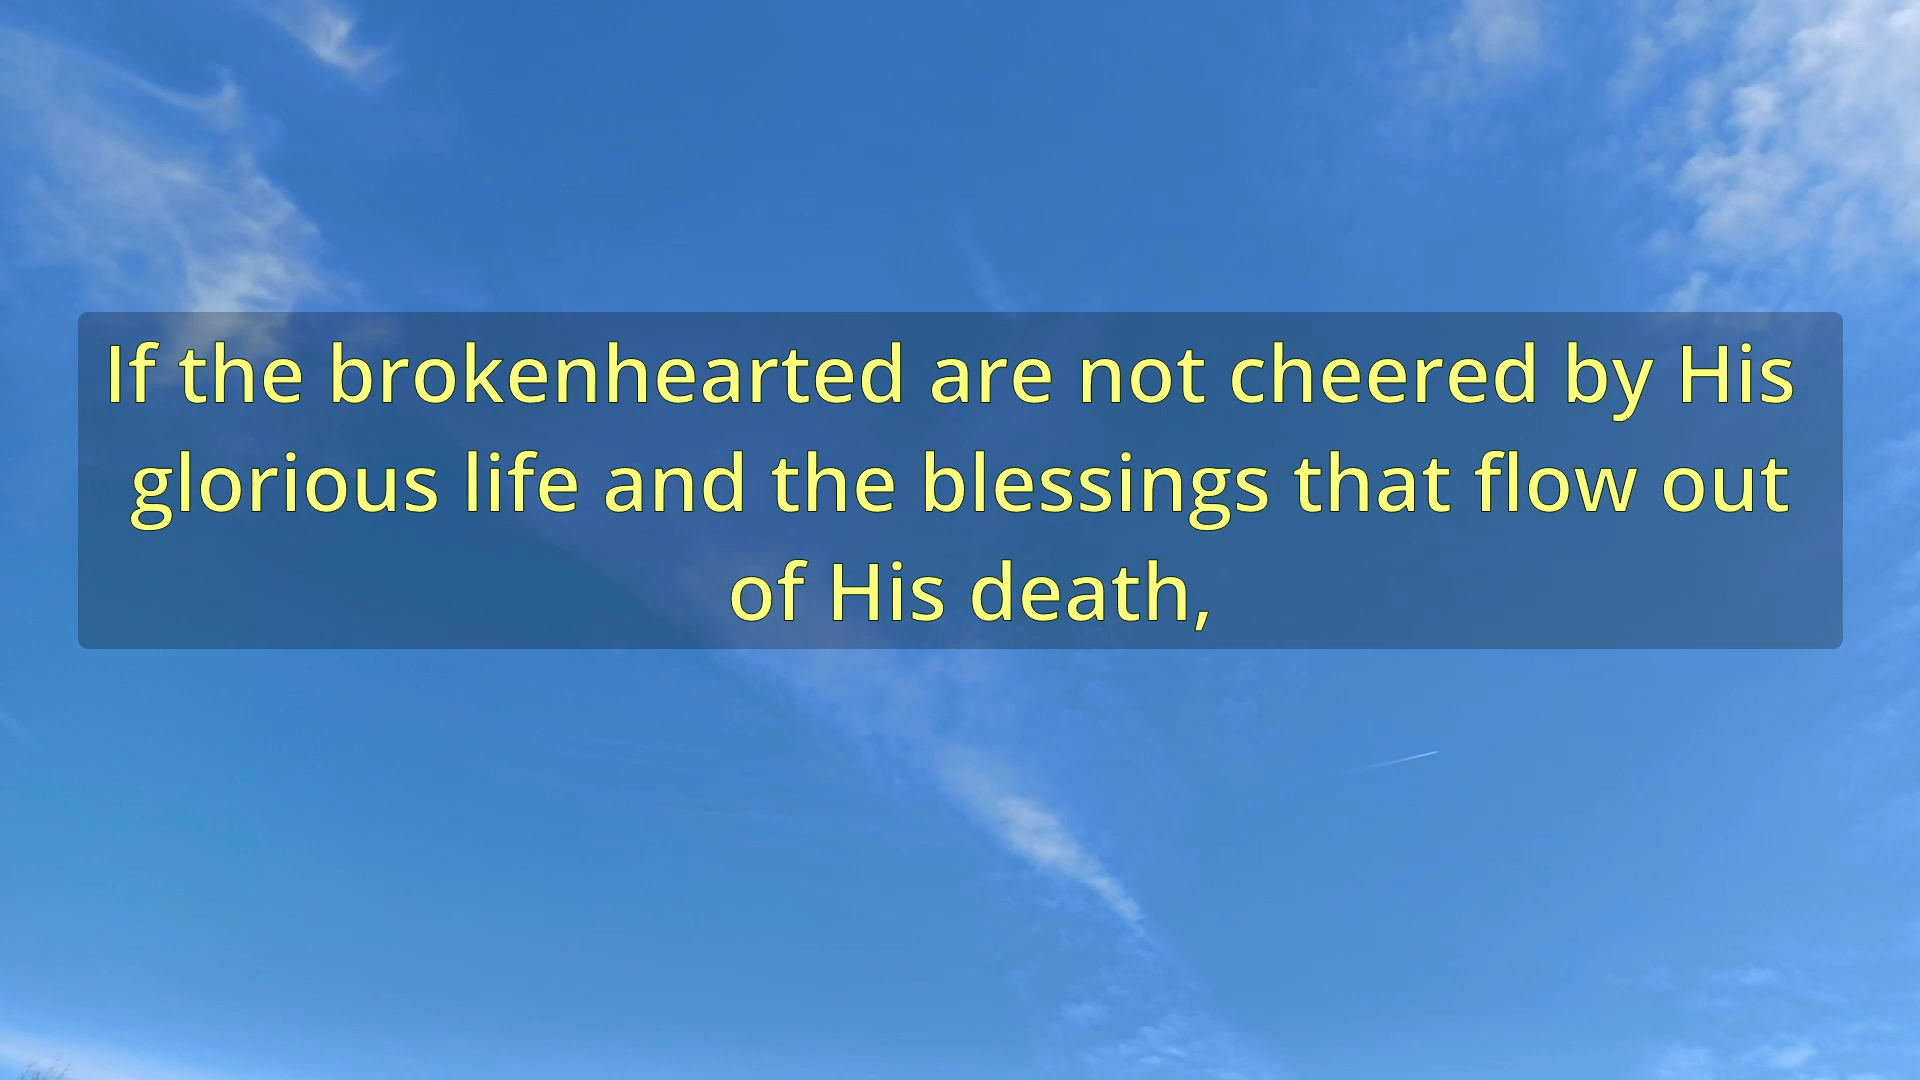 If the brokenhearted are not cheered by His
glorious life and the blessings that flow out
of His death,